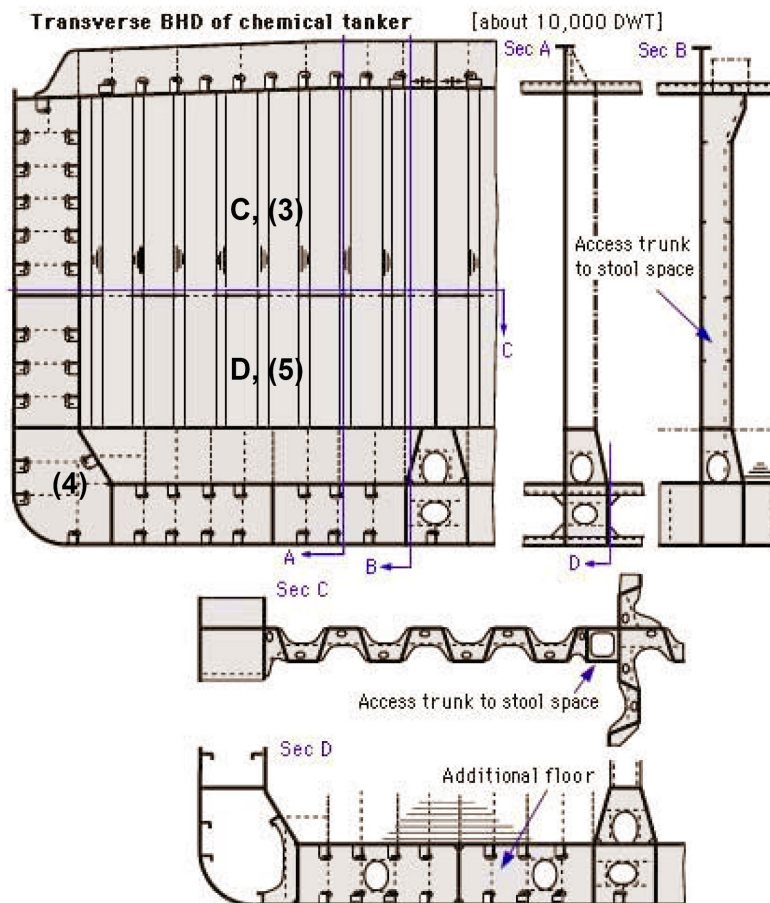 Transverse BHD of chemical tanker [about 10,000 DWT]
Sec A
Sec B
C, (3)
Access trunk
to stool space
C
D, (5)
(4)
A
B
D
Sec C
Access trunk to stool space
Sec D
Additional floor